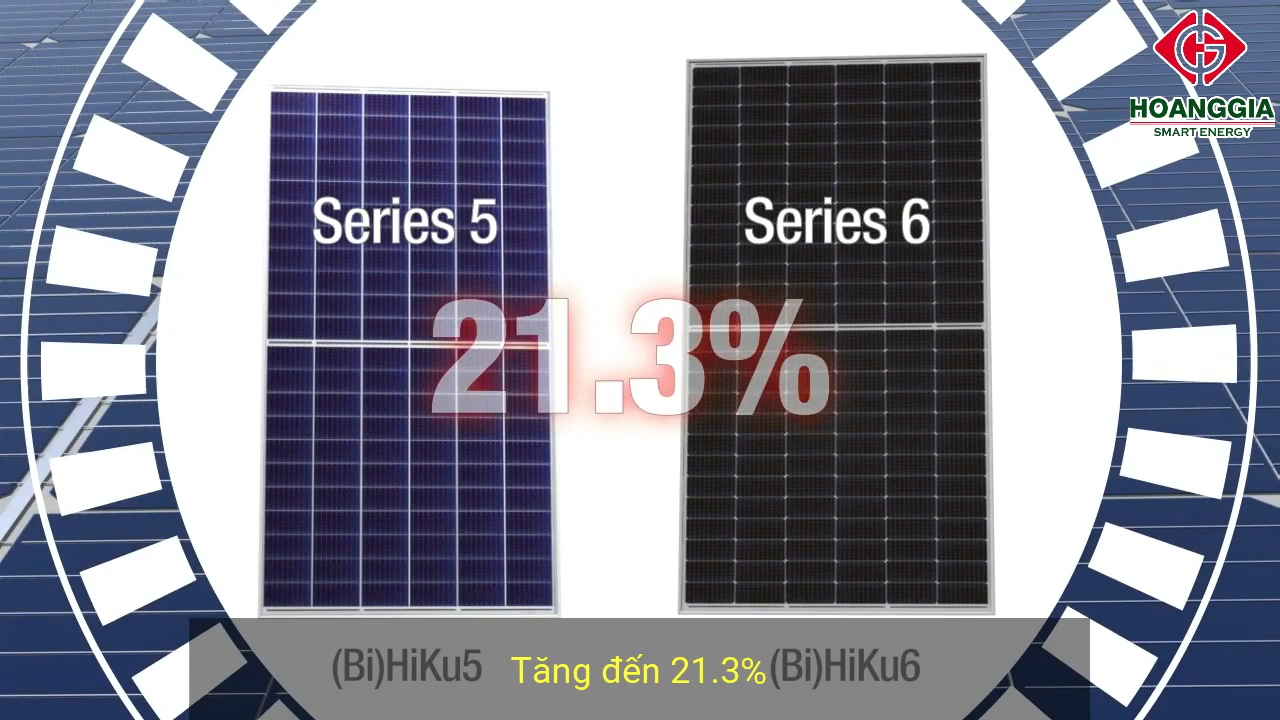 HOANGGIA
SMART ENERGY
Series 5
Series 6
21.3%
(Bi)HiKu5
(Bi)HiKu6
Tăng đến 21.3%